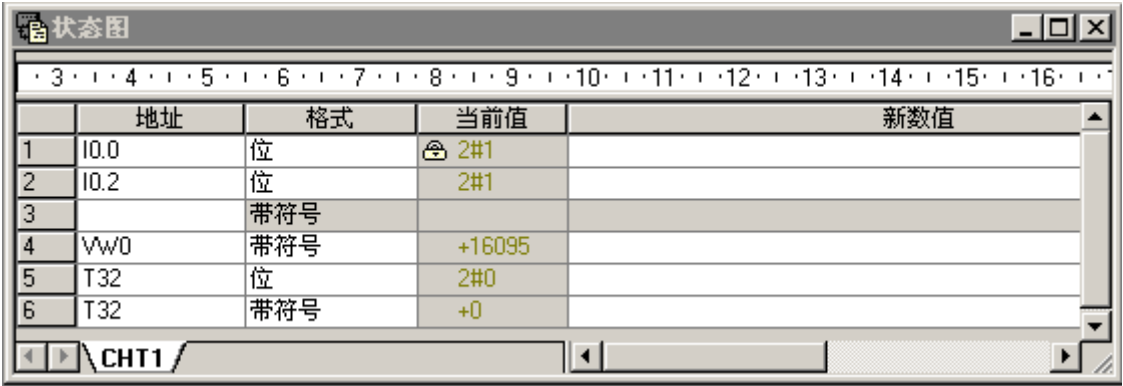 状态图
· 3 · ı · 4 · ı · 5 · ı · 6 · ı · 7 · ı · 8 · ı · 9 · ı · 10 · ı · 11 · ı · 12 · ı · 13 · ı · 14 · ı · 15 · ı · 16 · ı ·
地址 格式 当前值 新数值
1 I0.0 位 2#1
2 I0.2 位 2#1
3 带符号
4 VW0 带符号 +16095
5 T32 位 2#0
6 T32 带符号 +0
CHT1